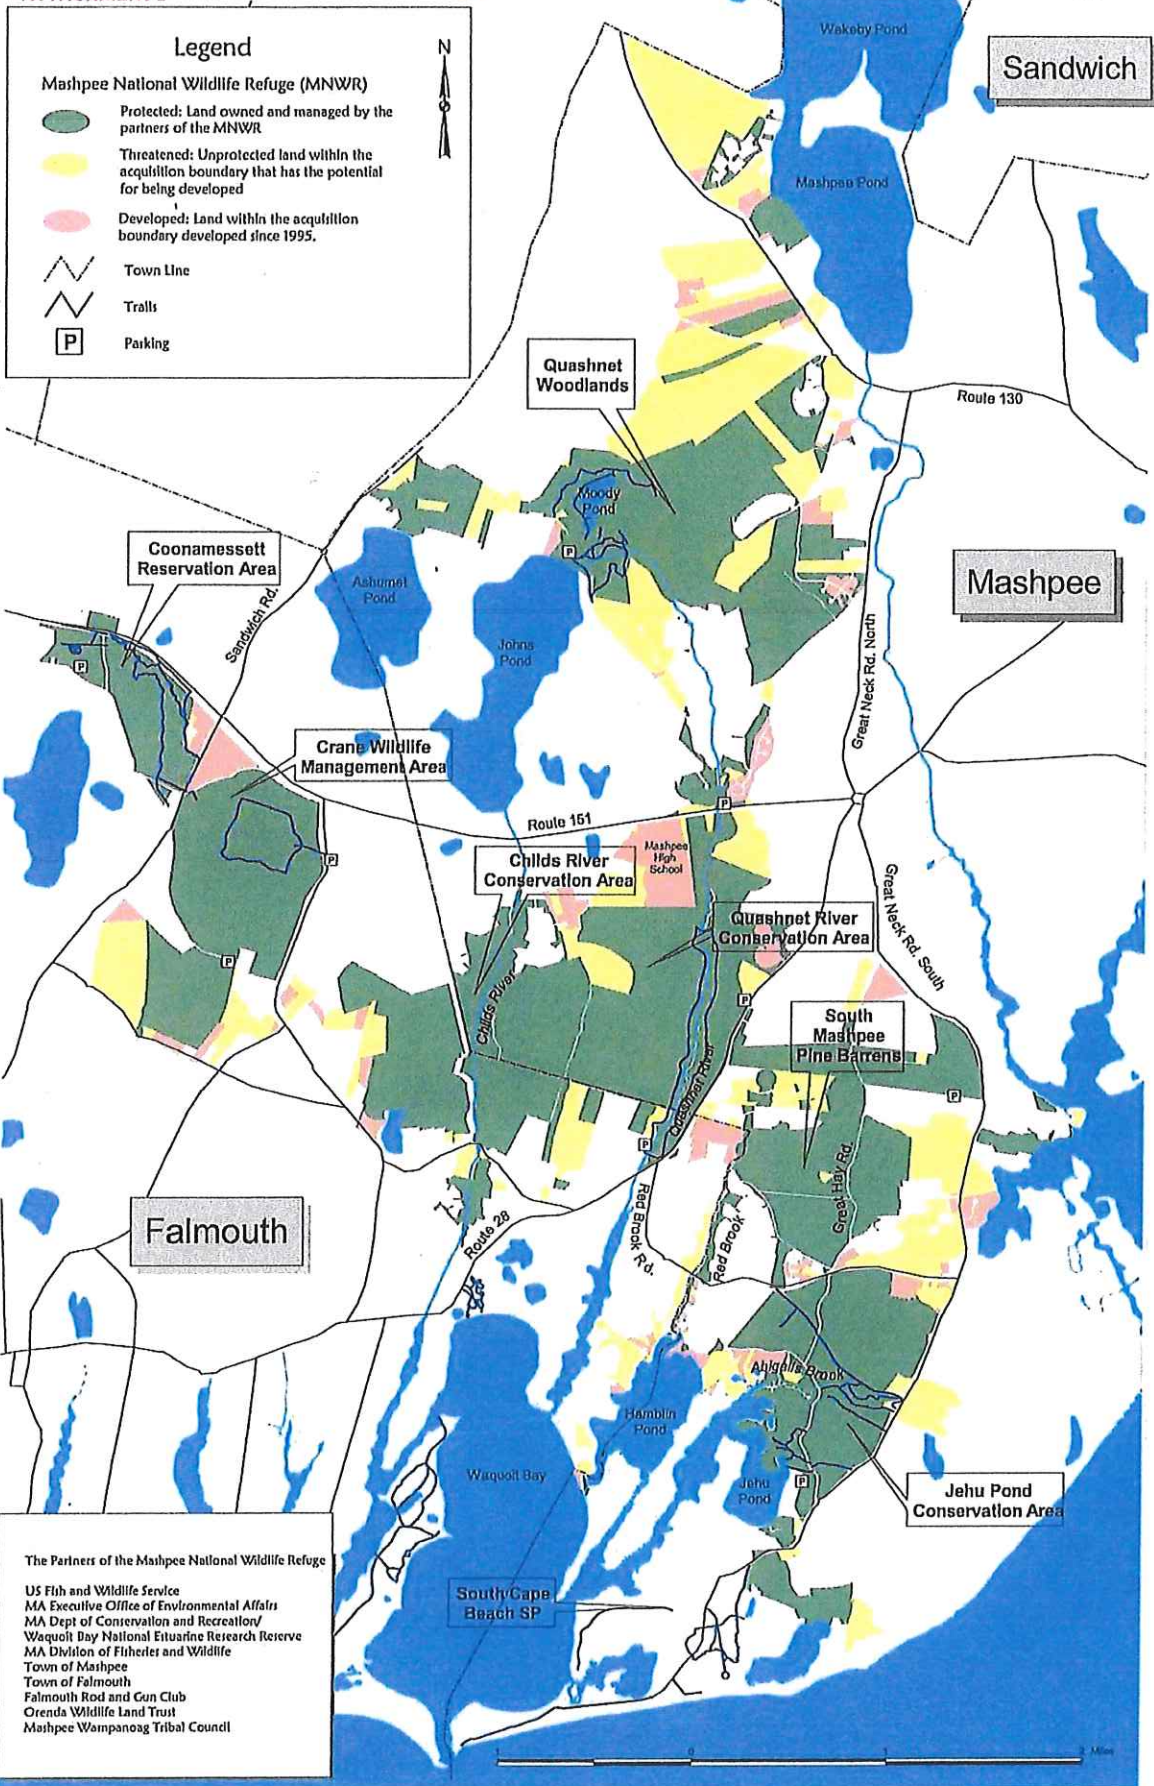 Legend
N
Mashpee National Wildlife Refuge (MNWR)
Protected: Land owned and managed by the
partners of the MNWR
Threatened: Unprotected land within the
acquisition boundary that has the potential
for being developed
Developed: Land within the acquisition
boundary developed since 1995.
Town Line
Trails
P
Parking
Wakeby Pond
Sandwich
Mashpee Pond
Quashnet
Woodlands
Route 130
Moody
Pond
P
Coonamessett
Reservation Area
Ashumet
Pond
Mashpee
Sandwich Rd.
Johns
Pond
P
Great Neck Rd. North
Crane Wildlife
Management Area
P
Route 151
Mashpee
High
School
P
Childs River
Conservation Area
Great Neck Rd. South
Quashnet River
Conservation Area
P
Childs River
P
South
Mashpee
Pine Barrens
P
Quashnet River
P
Great Hay Rd.
Falmouth
Route 28
Red Brook Rd.
Red Brook
Abigails Brook
Hamblin
Pond
Waquoit Bay
Jehu
Pond
P
Jehu Pond
Conservation Area
South Cape
Beach SP
The Partners of the Mashpee National Wildlife Refuge
US Fish and Wildlife Service
MA Executive Office of Environmental Affairs
MA Dept of Conservation and Recreation/
Waquoit Bay National Estuarine Research Reserve
MA Division of Fisheries and Wildlife
Town of Mashpee
Town of Falmouth
Falmouth Rod and Gun Club
Orenda Wildlife Land Trust
Mashpee Wampanoag Tribal Council
1 0 1 2 Miles